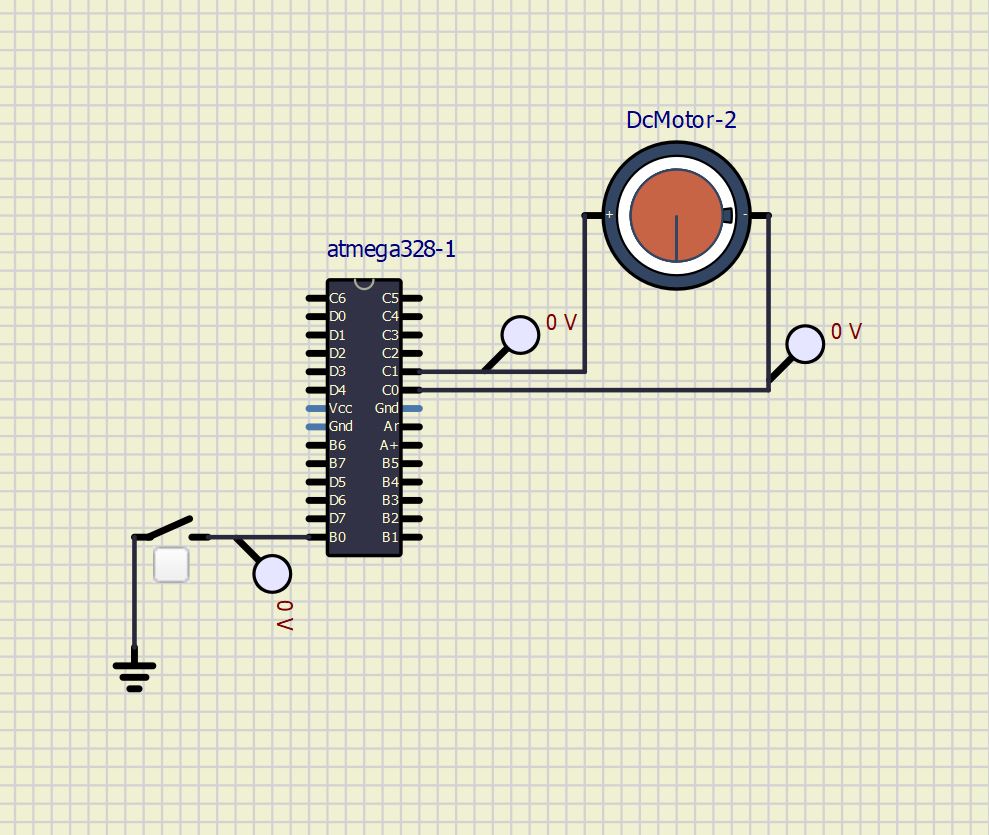 DcMotor-2
+ -
atmega328-1
0 V
0 V
C6 C5
D0 C4
D1 C3
D2 C2
D3 C1
D4 C0
Vcc Gnd
Gnd Ar
B6 A+
B7 B5
D5 B4
D6 B3
D7 B2
B0 B1
0 V